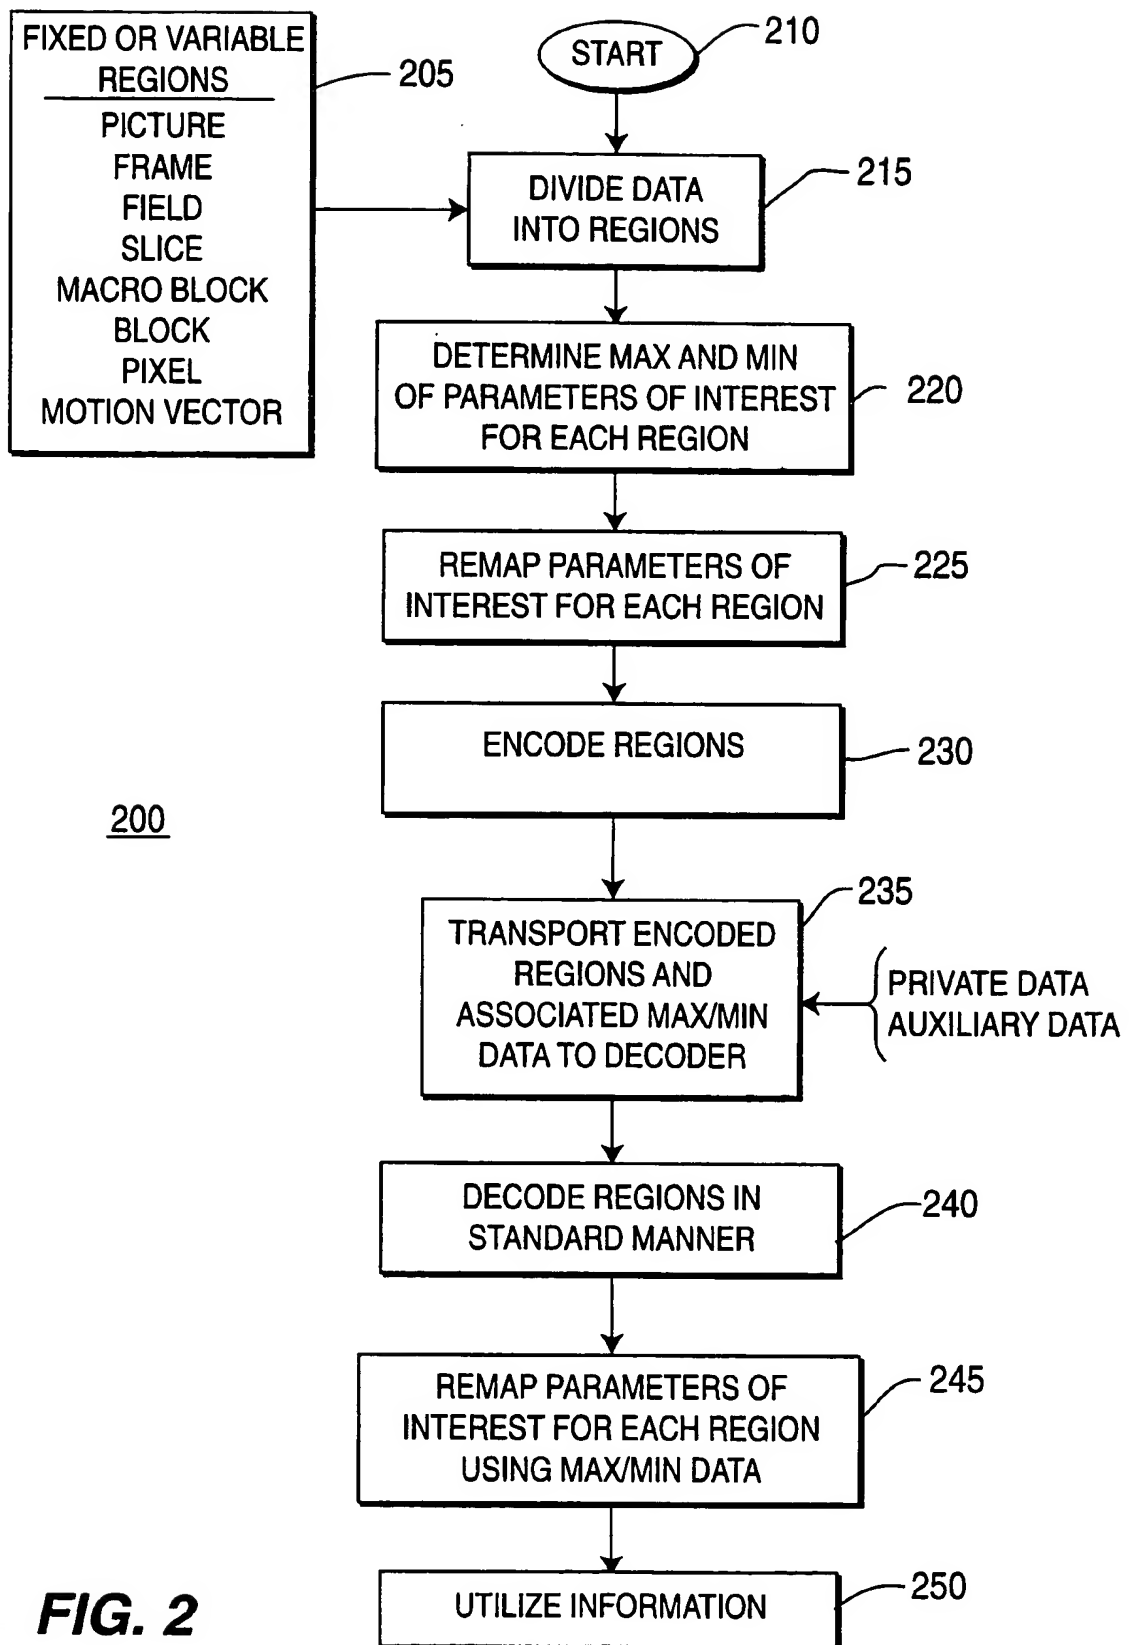 FIXED OR VARIABLE
REGIONS
PICTURE
FRAME
FIELD
SLICE
MACRO BLOCK
BLOCK
PIXEL
MOTION VECTOR
205
START
210
DIVIDE DATA
INTO REGIONS
215
DETERMINE MAX AND MIN
OF PARAMETERS OF INTEREST
FOR EACH REGION
220
REMAP PARAMETERS OF
INTEREST FOR EACH REGION
225
ENCODE REGIONS
230
200
TRANSPORT ENCODED
REGIONS AND
ASSOCIATED MAX/MIN
DATA TO DECODER
235
PRIVATE DATA
AUXILIARY DATA
DECODE REGIONS IN
STANDARD MANNER
240
REMAP PARAMETERS OF
INTEREST FOR EACH REGION
USING MAX/MIN DATA
245
UTILIZE INFORMATION
250
FIG. 2